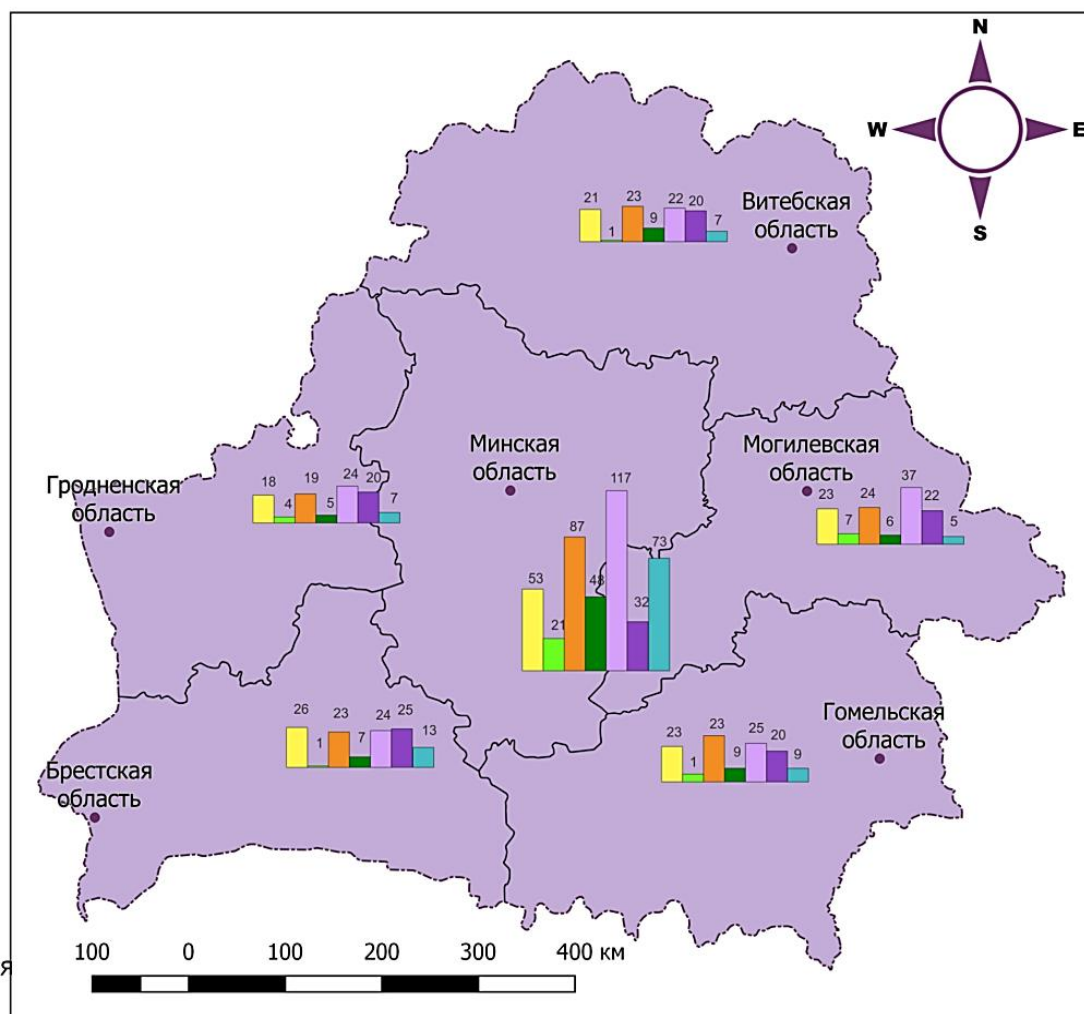 N
W
E
S
Витебская
область
21
1
23
9
22
20
7
Минская
область
53
21
87
48
117
32
73
Могилевская
область
23
7
24
6
37
22
5
Гродненская
область
18
4
19
5
24
20
7
Гомельская
область
23
1
23
9
25
20
9
Брестская
область
26
1
23
7
24
25
13
100 0 100 200 300 400 км
я